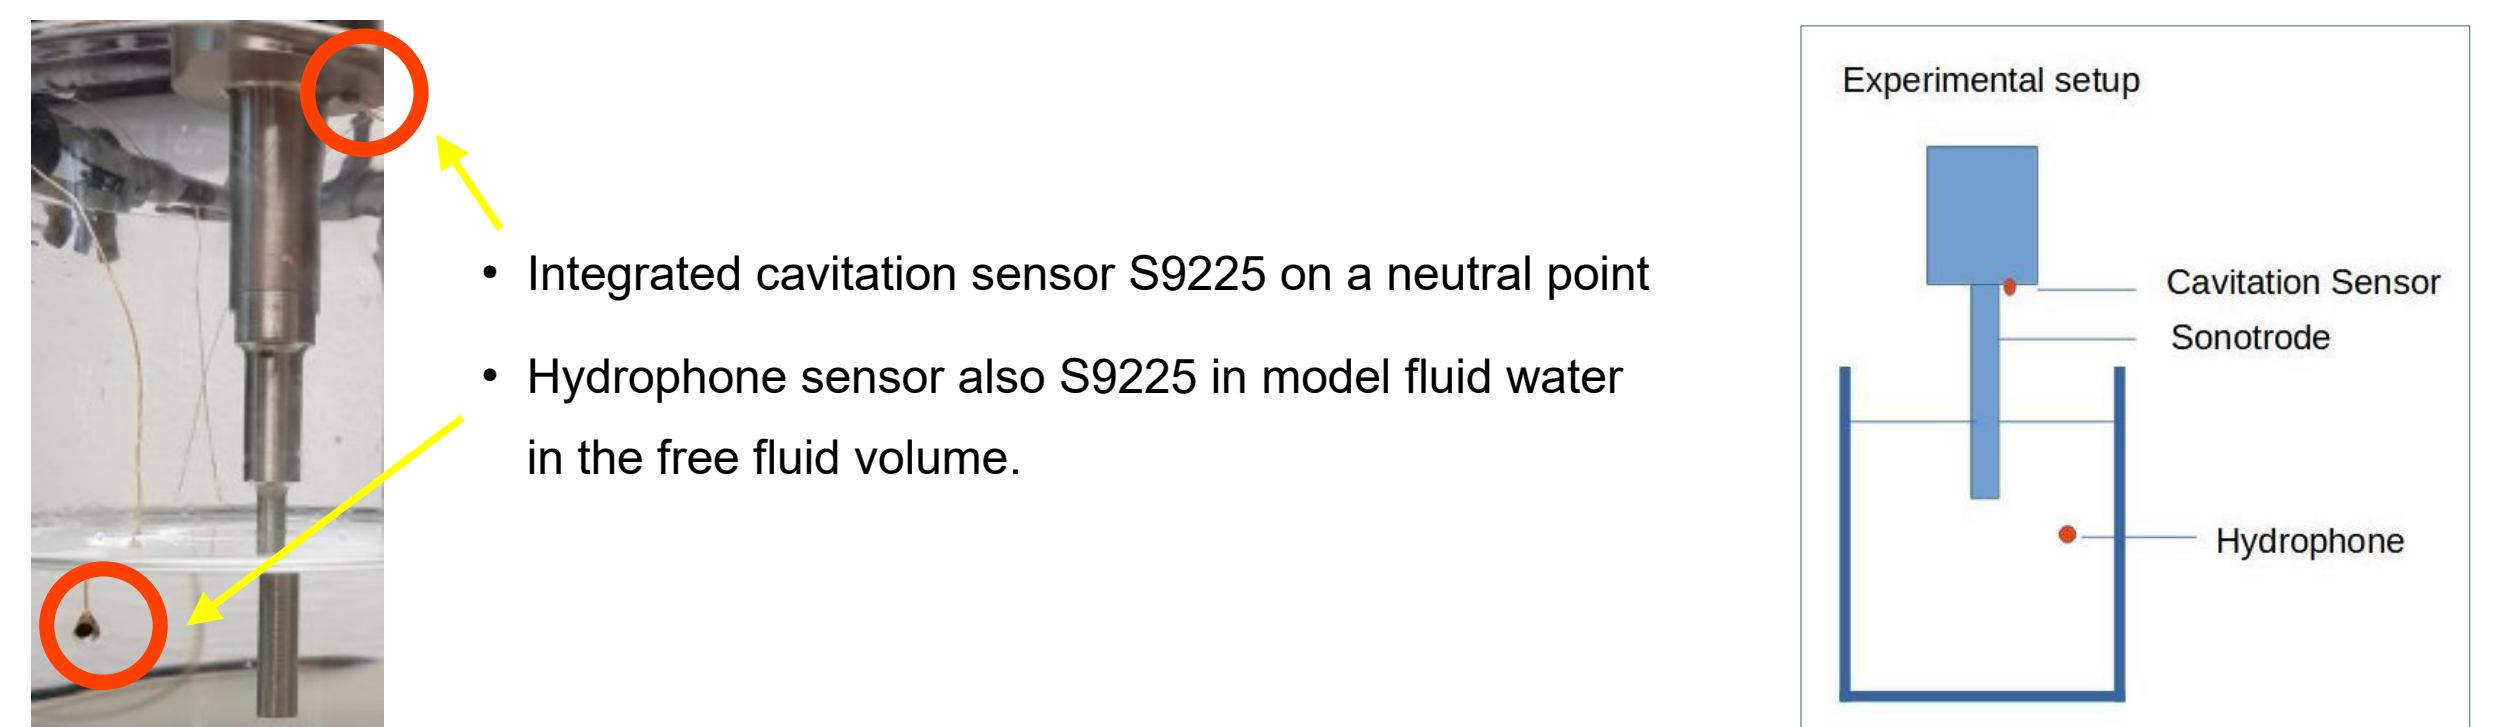 • Integrated cavitation sensor S9225 on a neutral point
• Hydrophone sensor also S9225 in model fluid water
in the free fluid volume.
Experimental setup
Cavitation Sensor
Sonotrode
Hydrophone